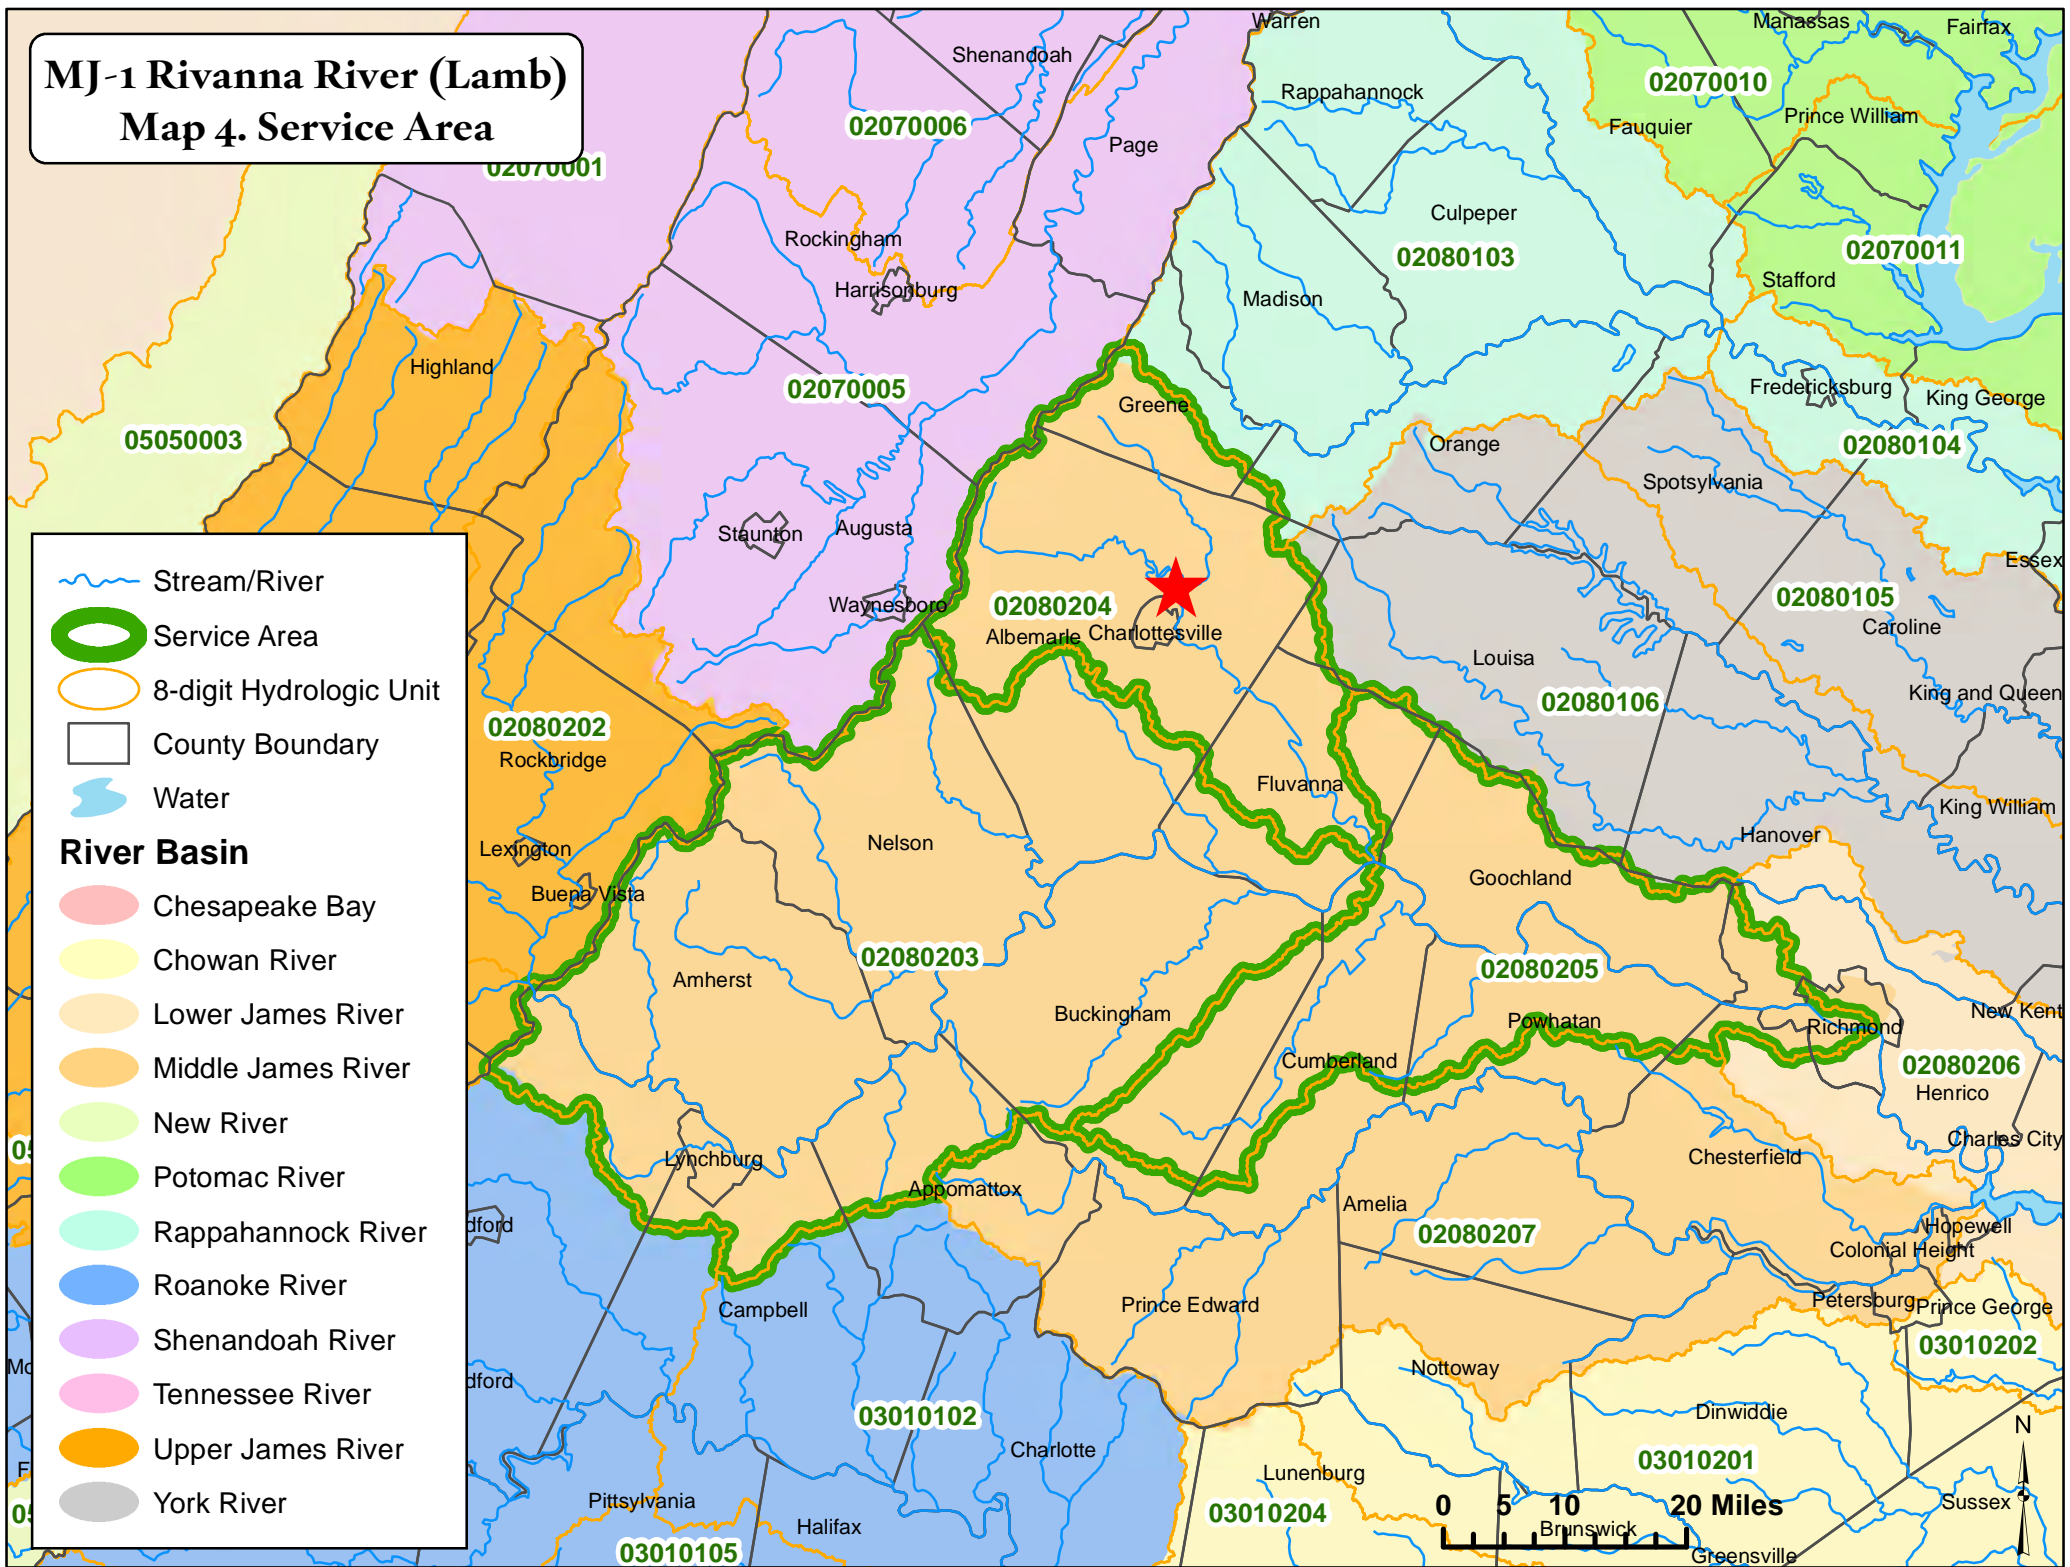 MJ-1 Rivanna River (Lamb)
Map 4. Service Area
Stream/River
Service Area
8-digit Hydrologic Unit
County Boundary
Water
River Basin
Chesapeake Bay
Chowan River
Lower James River
Middle James River
New River
Potomac River
Rappahannock River
Roanoke River
Shenandoah River
Tennessee River
Upper James River
York River
Warren
Manassas
Fairfax
Shenandoah
02070010
Rappahannock
Prince William
02070006
Fauquier
Page
02070001
Culpeper
Rockingham
02080103
02070011
Stafford
Harrisonburg
Madison
Highland
02070005
Fredericksburg
King George
Greene
05050003
Orange
02080104
Spotsylvania
Staunton
Augusta
Essex
Waynesboro
02080204
02080105
Albemarle
Charlottesville
Caroline
Louisa
King and Queen
02080106
02080202
Rockbridge
Fluvanna
King William
Hanover
Nelson
Lexington
Goochland
Buena Vista
02080203
02080205
Amherst
Buckingham
Powhatan
New Kent
Richmond
Cumberland
02080206
Henrico
Charles City
05
Lynchburg
Chesterfield
Appomattox
Amelia
dford
02080207
Hopewell
Colonial Height
Prince Edward
Petersburg
Prince George
Campbell
03010202
Nottoway
dford
Dinwiddie
03010102
Charlotte
03010201
Lunenburg
F
Pittsylvania
03010204
Sussex
05
Halifax
Brunswick
03010105
Greensville
0 5 10 20 Miles
N